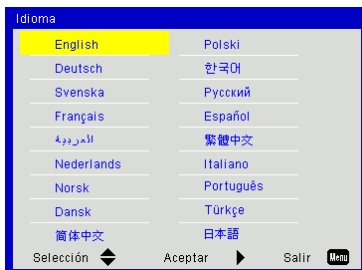 Idioma
English Polski
Deutsch 한국어
Svenska Русский
Français Español
العربية 繁體中文
Nederlands Italiano
Norsk Português
Dansk Türkçe
简体中文 日本語
Selección Aceptar Salir Menu